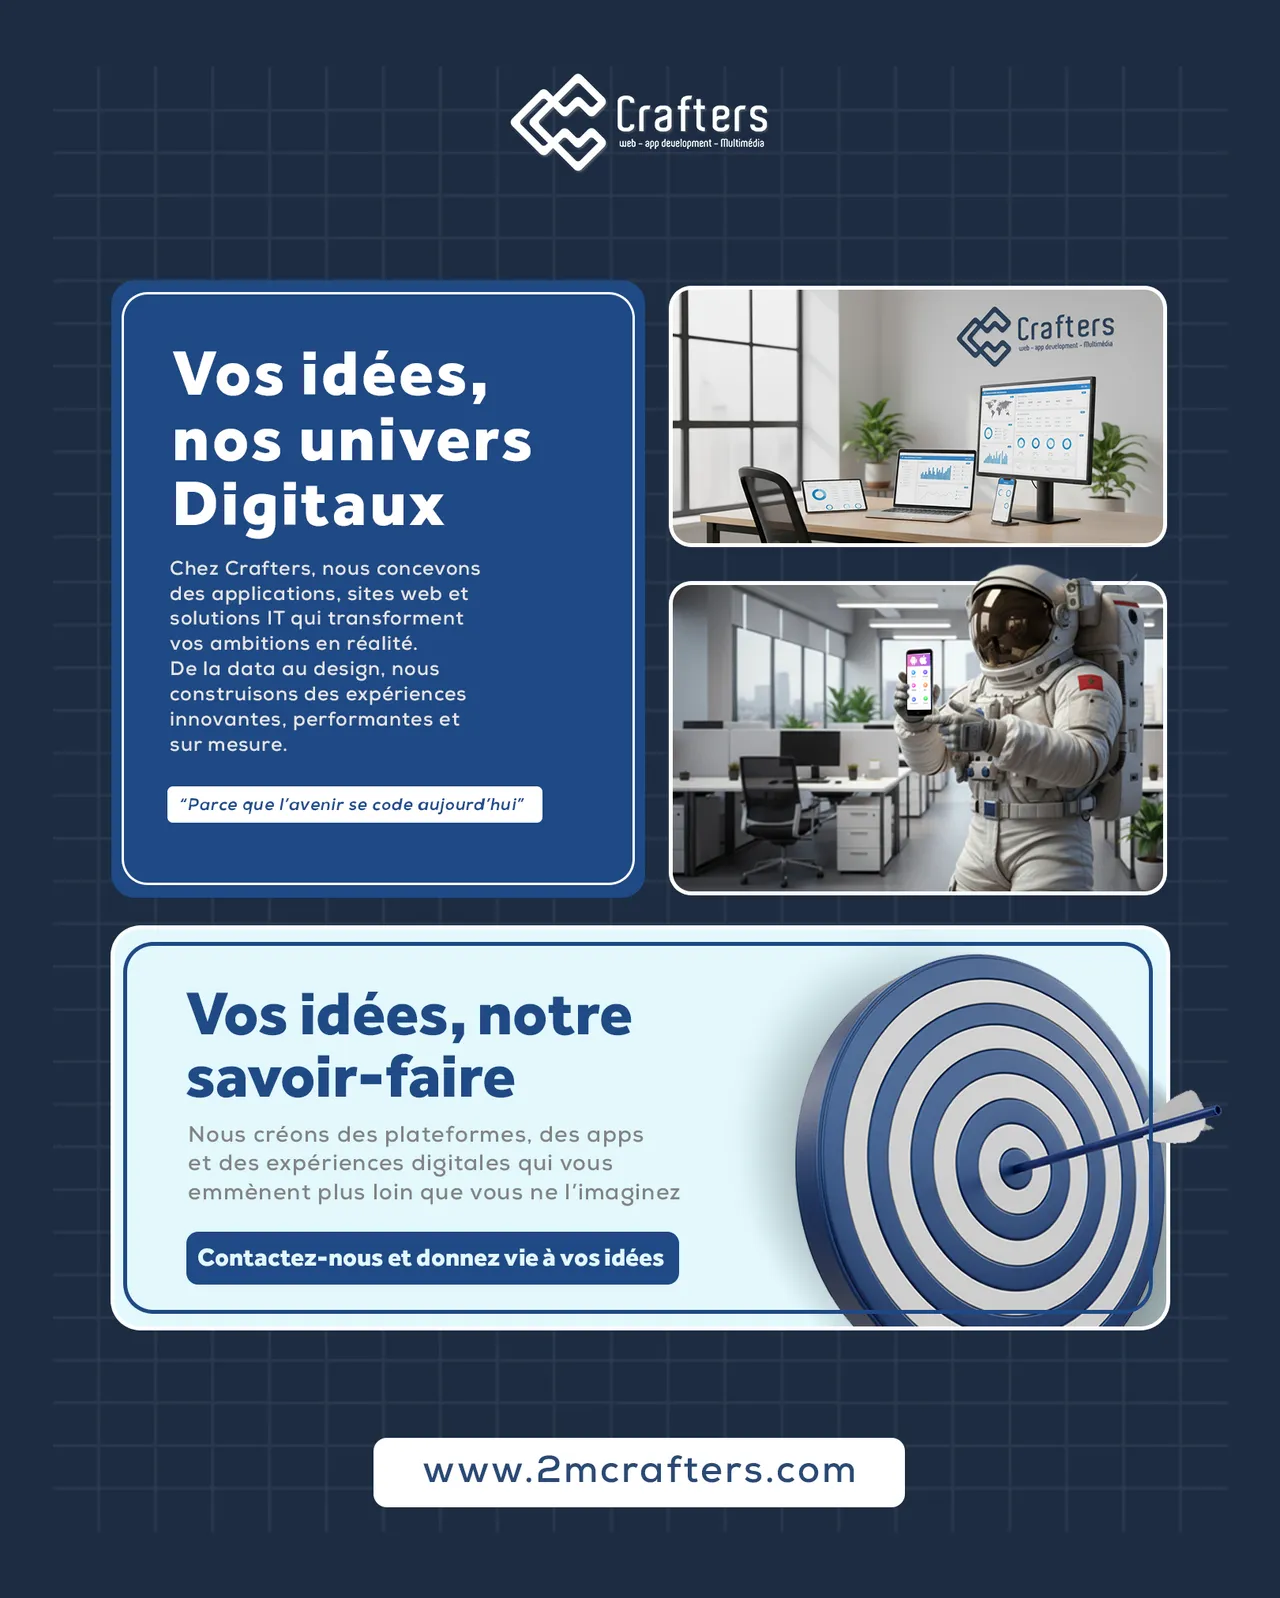 Crafters
web - app development - Multimédia
Vos idées,
nos univers
Digitaux
Chez Crafters, nous concevons
des applications, sites web et
solutions IT qui transforment
vos ambitions en réalité.
De la data au design, nous
construisons des expériences
innovantes, performantes et
sur mesure.
“Parce que l’avenir se code aujourd’hui”
Crafters
web - app development - Multimédia
Vos idées, notre
savoir-faire
Nous créons des plateformes, des apps
et des expériences digitales qui vous
emmènent plus loin que vous ne l’imaginez
Contactez-nous et donnez vie à vos idées
www.2mcrafters.com